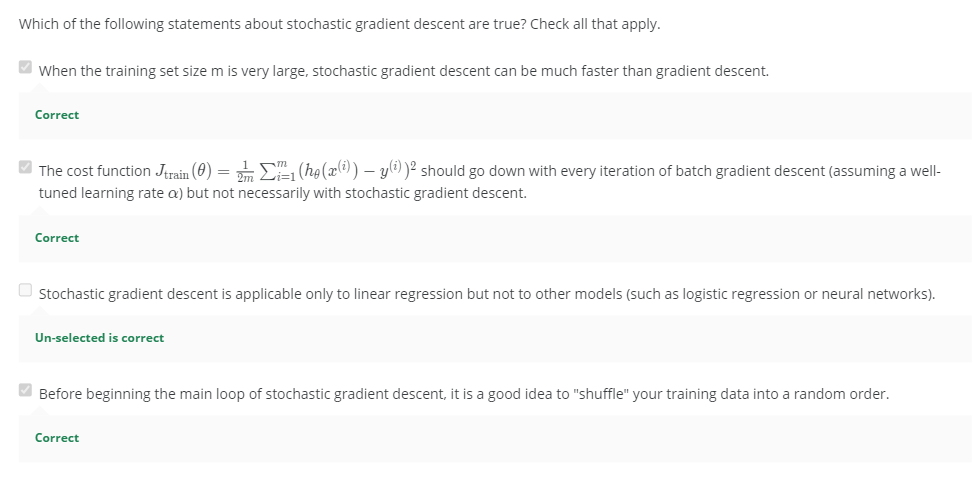 Which of the following statements about stochastic gradient descent are true? Check all that apply.
When the training set size m is very large, stochastic gradient descent can be much faster than gradient descent.
Correct
The cost function J_train(θ) = 1/2m ∑_{i=1}^m (h_θ(x^(i)) − y^(i))² should go down with every iteration of batch gradient descent (assuming a well-
tuned learning rate α) but not necessarily with stochastic gradient descent.
Correct
Stochastic gradient descent is applicable only to linear regression but not to other models (such as logistic regression or neural networks).
Un-selected is correct
Before beginning the main loop of stochastic gradient descent, it is a good idea to "shuffle" your training data into a random order.
Correct